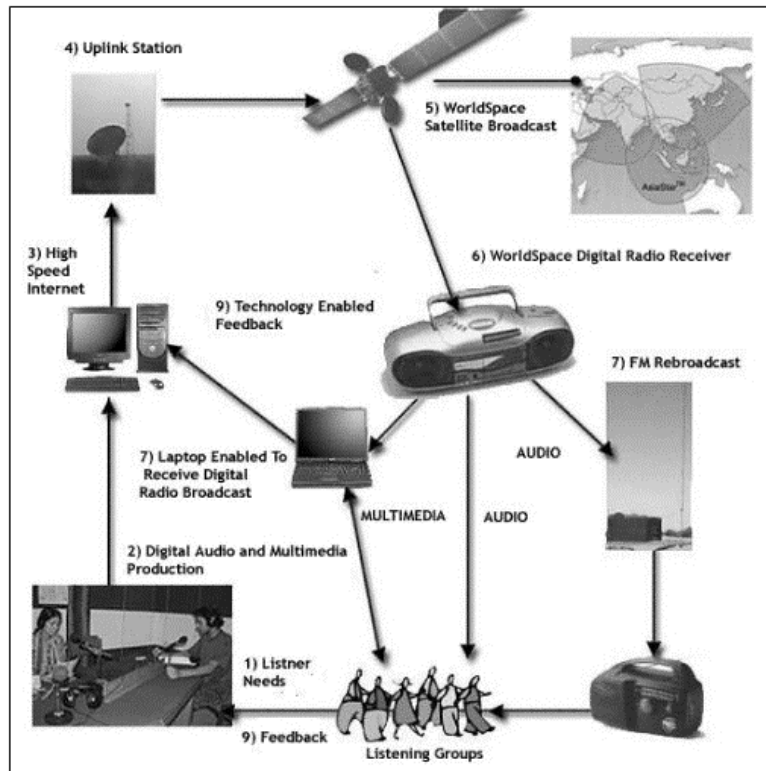 4) Uplink Station
5) WorldSpace
Satellite Broadcast
AsiaStar™
3) High
Speed
Internet
6) WorldSpace Digital Radio Receiver
9) Technology Enabled
Feedback
7) FM Rebroadcast
7) Laptop Enabled To
Receive Digital
Radio Broadcast
AUDIO
MULTIMEDIA
AUDIO
2) Digital Audio and Multimedia
Production
1) Listner
Needs
9) Feedback
Listening Groups